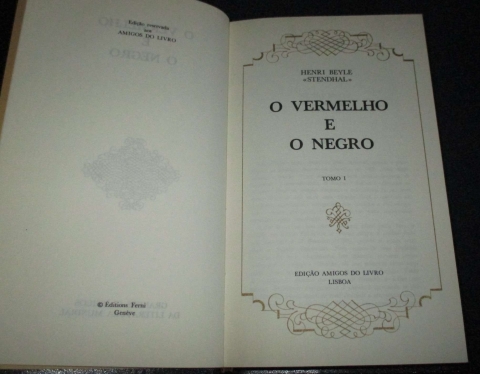 Edição reservada
aos
AMIGOS DO LIVRO
© Editions Ferni
Genève
HENRI BEYLE
«STENDHAL»
O VERMELHO
E
O NEGRO
TOMO I
EDIÇÃO AMIGOS DO LIVRO
LISBOA